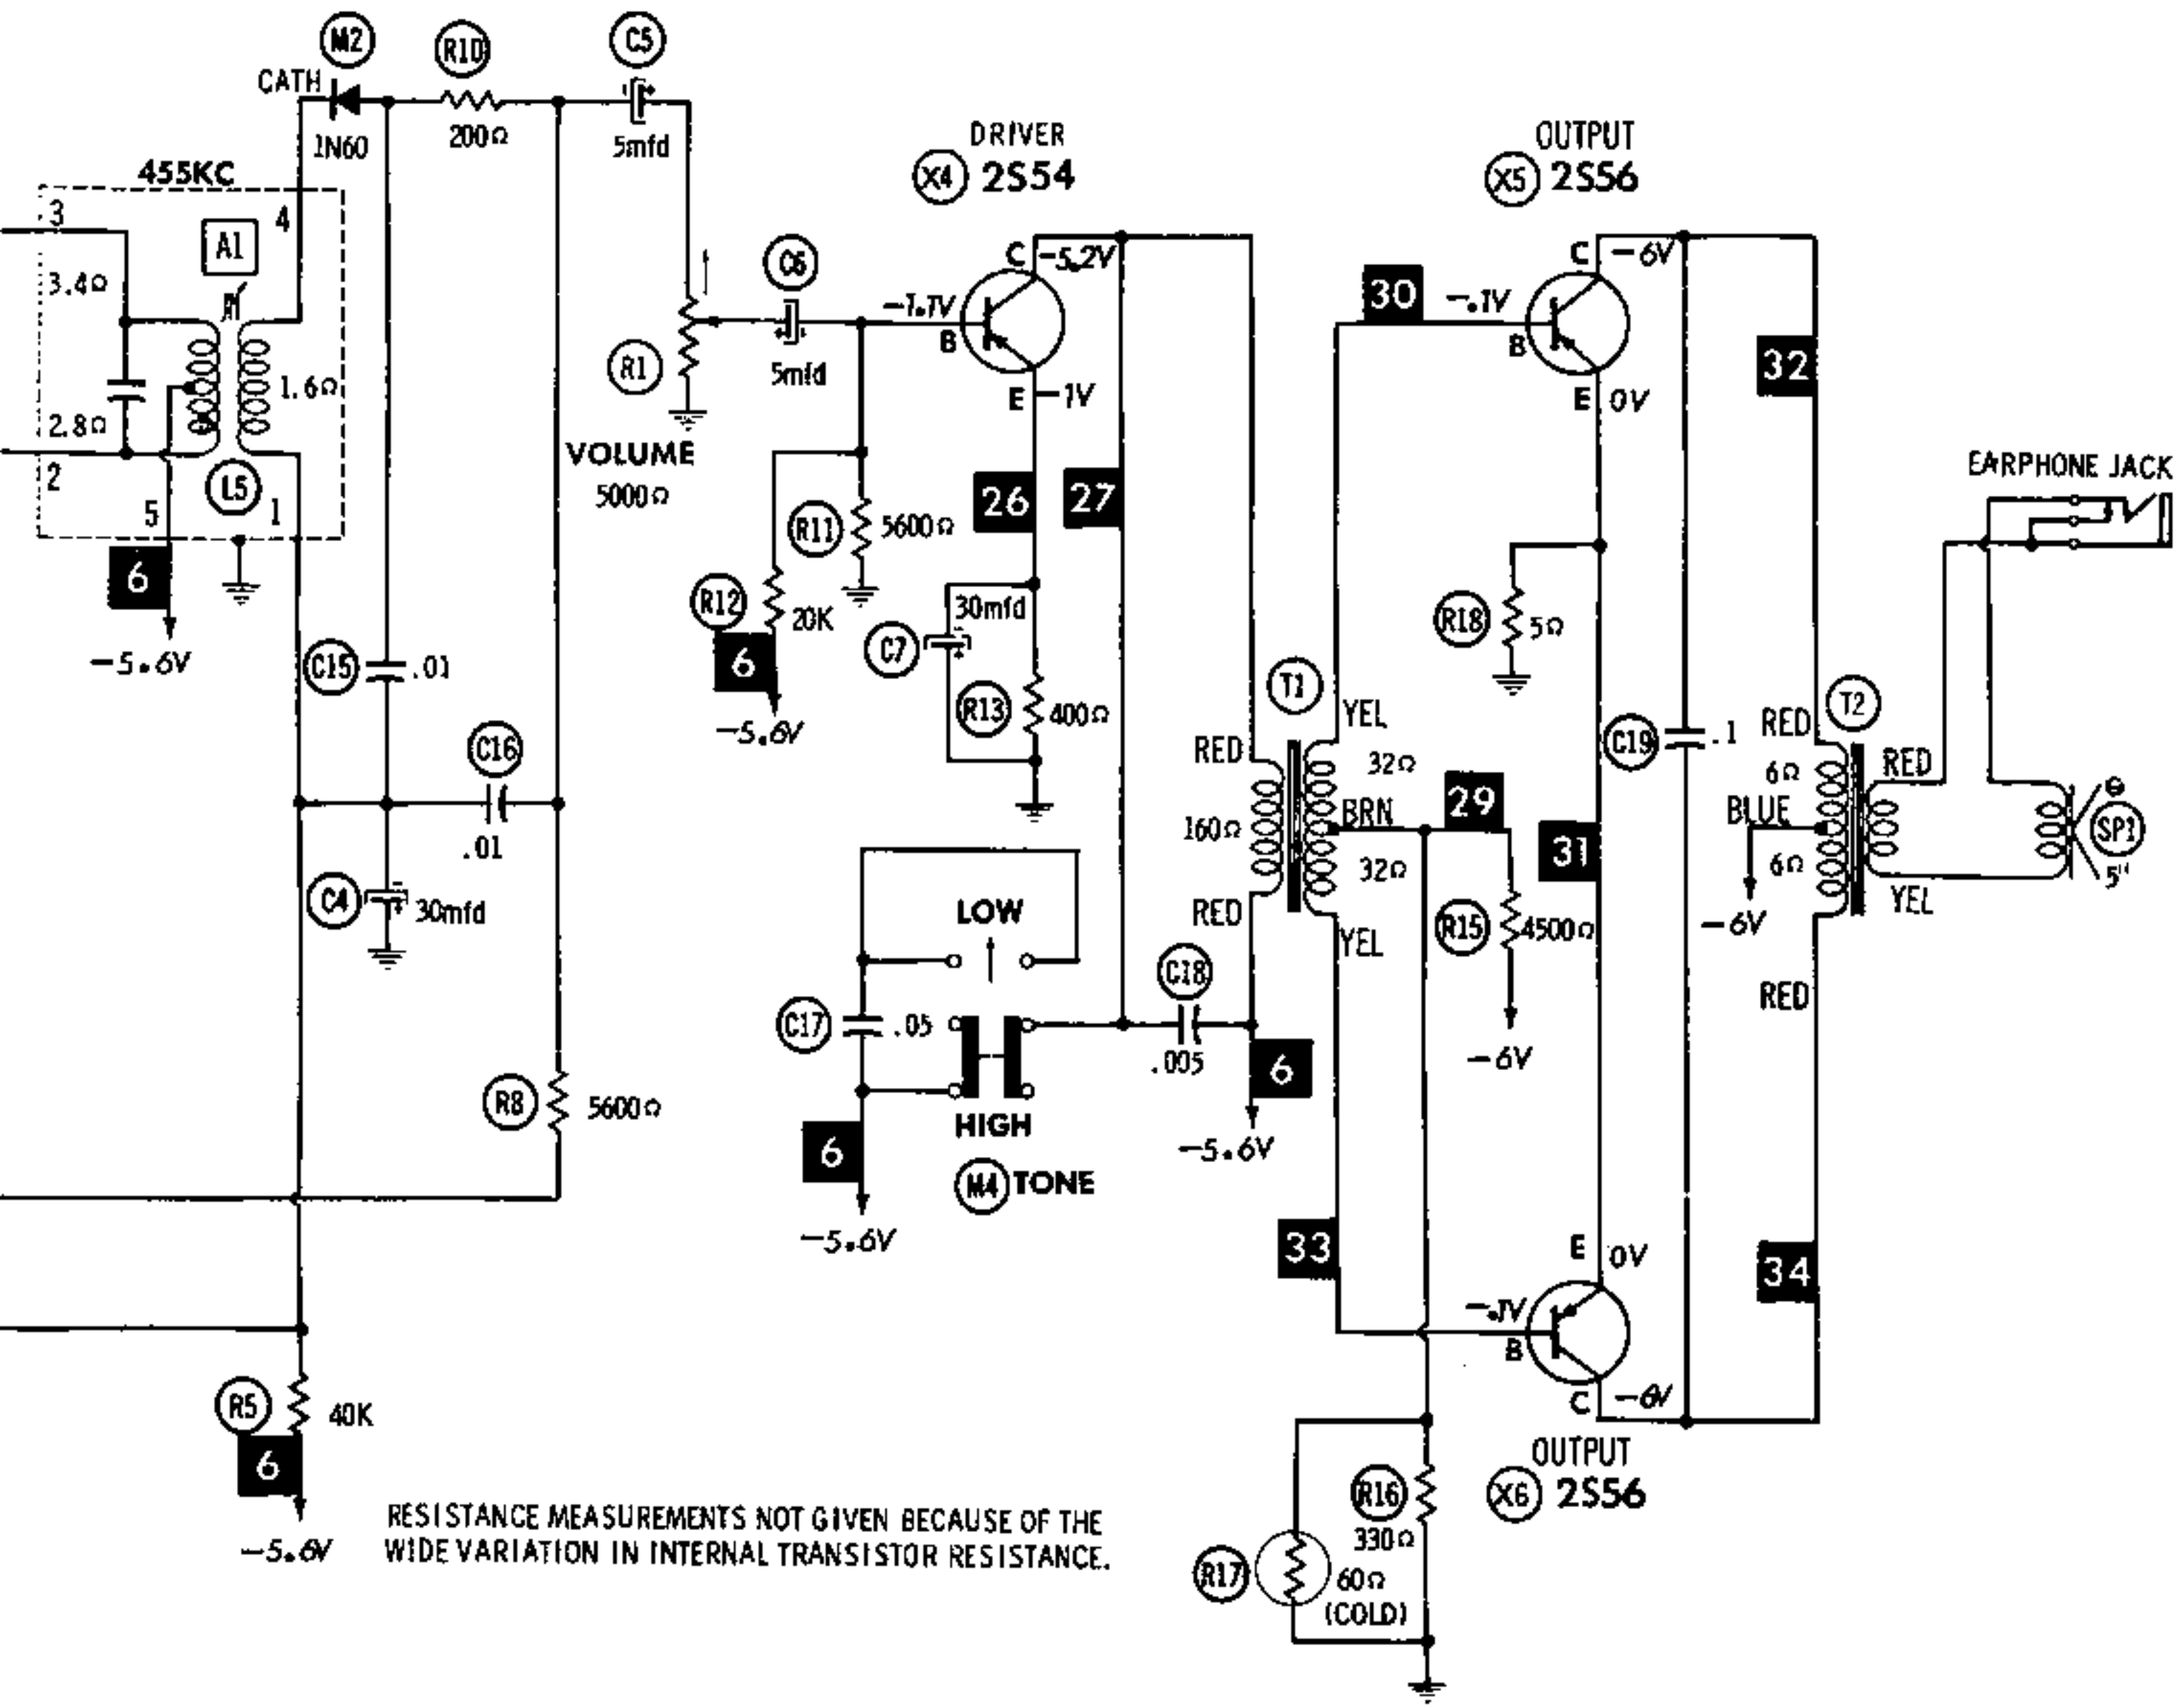 M2
R10
C5
CATH
1N60
200Ω
5mfd
DRIVER
X4 2S54
OUTPUT
X5 2S56
455KC
3
4
A1
3.4Ω
1.6Ω
2.8Ω
2
L5
5
1
6
-5.6V
C6
5mfd
R1
VOLUME
5000Ω
C -5.2V
-1.1V
B
E -1V
26
27
R11 5600Ω
R12 20K
6
-5.6V
30mfd
C7
R13 400Ω
C -6V
30 -.1V
B
E 0V
32
EARPHONE JACK
R18 5Ω
C15 .01
C16
.01
C4 30mfd
T1
YEL
RED
32Ω
160Ω
BRN
29
32Ω
RED
YEL
31
R15 4500Ω
-6V
C19 .1
T2
RED
6Ω
RED
BLUE
6Ω
-6V
YEL
RED
SP1
5"
LOW
C17 .05
C18
.005
6
-5.6V
HIGH
M4 TONE
6
-5.6V
R8 5600Ω
33
34
E 0V
-.1V
B
C -6V
OUTPUT
X6 2S56
R5 40K
6
-5.6V
R16
330Ω
R17 60Ω
(COLD)
RESISTANCE MEASUREMENTS NOT GIVEN BECAUSE OF THE
WIDE VARIATION IN INTERNAL TRANSISTOR RESISTANCE.